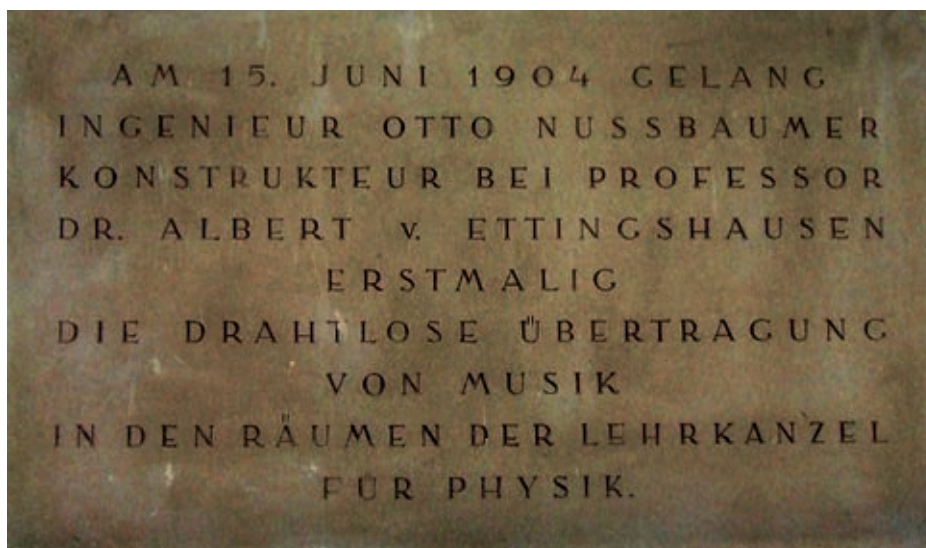 AM 15. JUNI 1904 GELANG
INGENIEUR OTTO NUSSBAUMER
KONSTRUKTEUR BEI PROFESSOR
DR. ALBERT v. ETTINGSHAUSEN
ERSTMALIG
DIE DRAHTLOSE ÜBERTRAGUNG
VON MUSIK
IN DEN RÄUMEN DER LEHRKANZEL
FÜR PHYSIK.